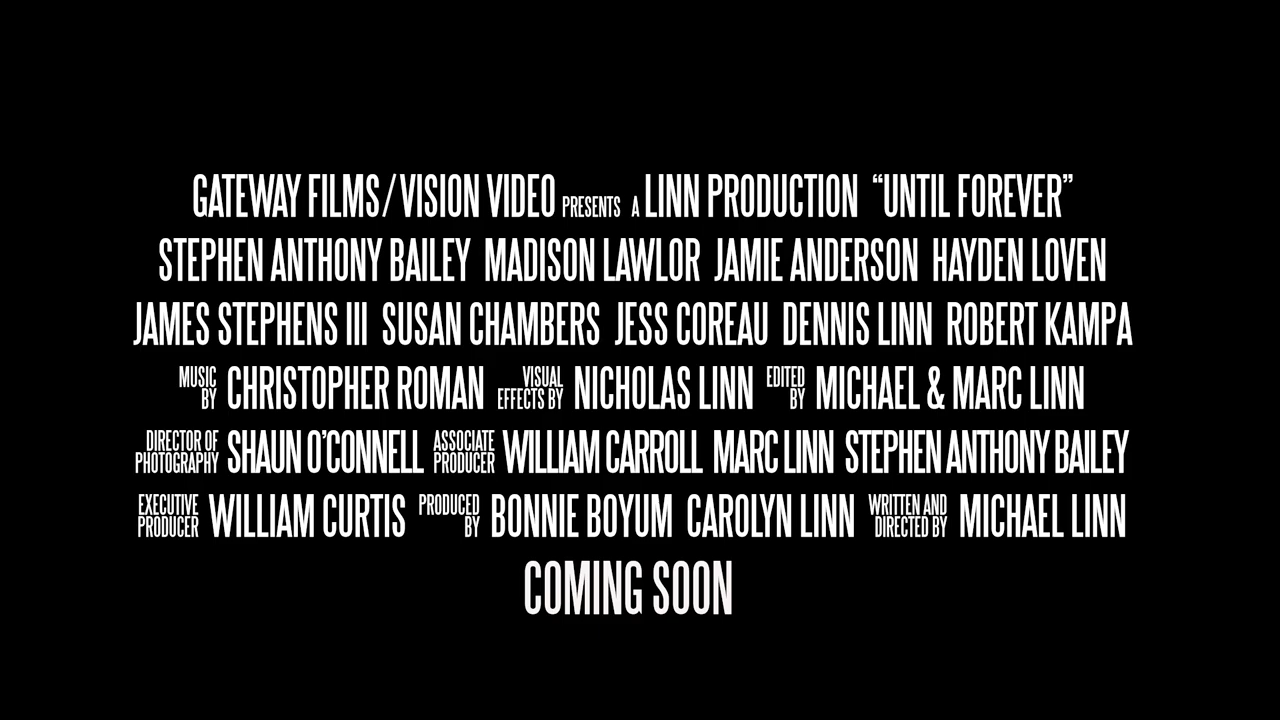 GATEWAY FILMS/VISION VIDEO PRESENTS A LINN PRODUCTION “UNTIL FOREVER”
STEPHEN ANTHONY BAILEY MADISON LAWLOR JAMIE ANDERSON HAYDEN LOVEN
JAMES STEPHENS III SUSAN CHAMBERS JESS COREAU DENNIS LINN ROBERT KAMPA
MUSIC BY CHRISTOPHER ROMAN VISUAL EFFECTS BY NICHOLAS LINN EDITED BY MICHAEL & MARC LINN
DIRECTOR OF PHOTOGRAPHY SHAUN O’CONNELL ASSOCIATE PRODUCER WILLIAM CARROLL MARC LINN STEPHEN ANTHONY BAILEY
EXECUTIVE PRODUCER WILLIAM CURTIS PRODUCED BY BONNIE BOYUM CAROLYN LINN WRITTEN AND DIRECTED BY MICHAEL LINN
COMING SOON